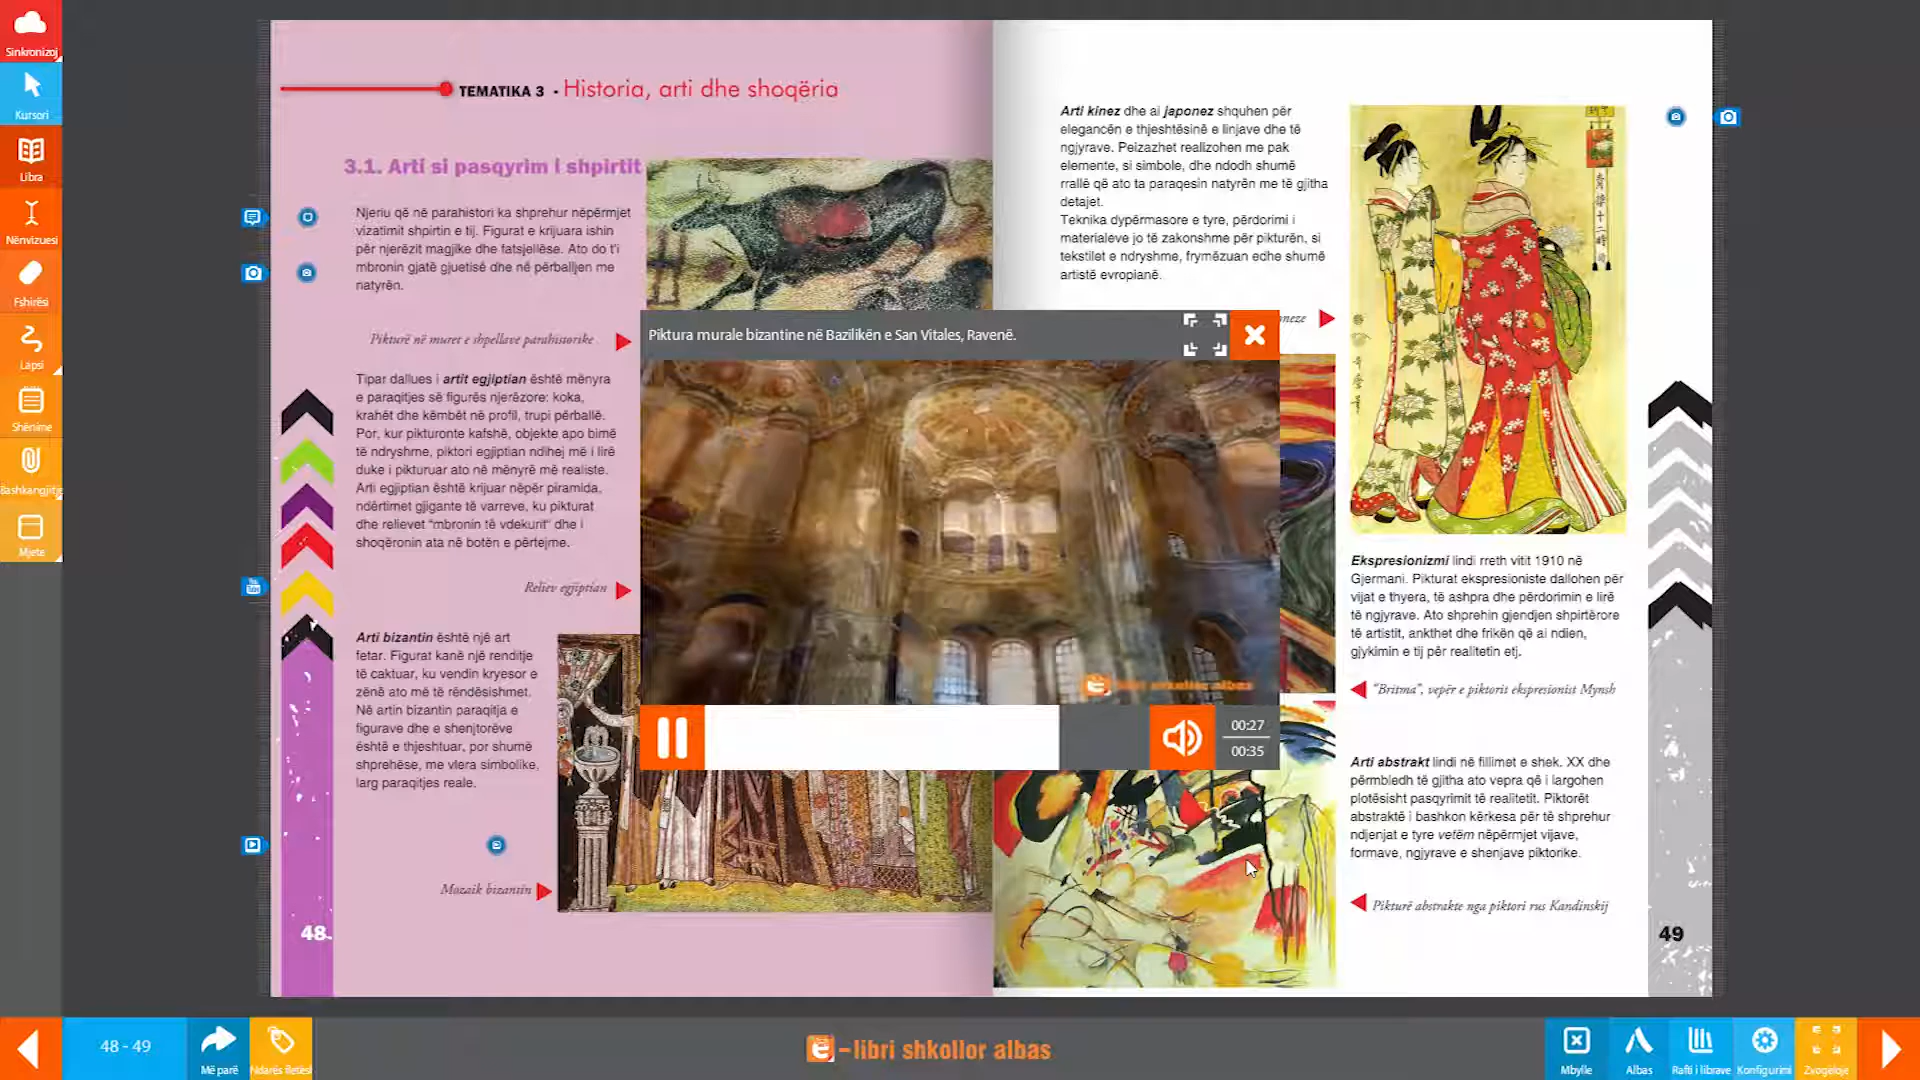 Sinkronizoj
Kursori
Libra
Nënvizuesi
Fshirësi
Lapsi
Shënime
Bashkangjitje
Mjete
TEMATIKA 3 - Historia, arti dhe shoqëria
3.1. Arti si pasqyrim i shpirtit
Njeriu që në parahistori ka shprehur nëpërmjet
vizatimit shpirtin e tij. Figurat e krijuara ishin
për njerëzit magjike dhe fatsjellëse. Ato do t'i
mbronin gjatë gjuetisë dhe në përballjen me
natyrën.
Pikturë në muret e shpellave parahistorike
Tipar dallues i artit egjiptian është mënyra
e paraqitjes së figurës njerëzore: koka,
krahët dhe këmbët në profil, trupi përballë.
Por, kur pikturonte kafshë, objekte apo bimë
të ndryshme, piktori egjiptian ndihej më i lirë
duke i pikturuar ato në mënyrë më realiste.
Arti egjiptian është krijuar nëpër piramida,
ndërtimet gjigante të varreve, ku pikturat
dhe relievet "mbronin të vdekurit" dhe i
shoqëronin ata në botën e përtejme.
Reliev egjiptian
Arti bizantin është një art
fetar. Figurat kanë një renditje
të caktuar, ku vendin kryesor e
zënë ato më të rëndësishmet.
Në artin bizantin paraqitja e
figurave dhe e shenjtorëve
është e thjeshtuar, por shumë
shprehëse, me vlera simbolike,
larg paraqitjes reale.
Mozaik bizantin
48.
Piktura murale bizantine në Bazilikën e San Vitales, Ravenë.
e-libri shkollor albas
00:27
00:35
Arti kinez dhe ai japonez shquhen për
elegancën e thjeshtësinë e linjave dhe të
ngjyrave. Peizazhet realizohen me pak
elemente, si simbole, dhe ndodh shumë
rrallë që ato ta paraqesin natyrën me të gjitha
detajet.
Teknika dypërmasore e tyre, përdorimi i
materialeve jo të zakonshme për pikturën, si
tekstilet e ndryshme, frymëzuan edhe shumë
artistë evropianë.
neze
Ekspresionizmi lindi rreth vitit 1910 në
Gjermani. Pikturat ekspresioniste dallohen për
vijat e thyera, të ashpra dhe përdorimin e lirë
të ngjyrave. Ato shprehin gjendjen shpirtërore
të artistit, ankthet dhe frikën që ai ndien,
gjykimin e tij për realitetin etj.
"Britma", vepër e piktorit ekspresionist Mynsh
Arti abstrakt lindi në fillimet e shek. XX dhe
përmbledh të gjitha ato vepra që i largohen
plotësisht pasqyrimit të realitetit. Piktorët
abstraktë i bashkon kërkesa për të shprehur
ndjenjat e tyre vetëm nëpërmjet vijave,
formave, ngjyrave e shenjave piktorike.
Pikturë abstrakte nga piktori rus Kandinskij
49
48 - 49
Më parë
Ndarës fletësh
e-libri shkollor albas
Mbylle
Albas
Rafti i librave
Konfigurimi
Zvogëloje